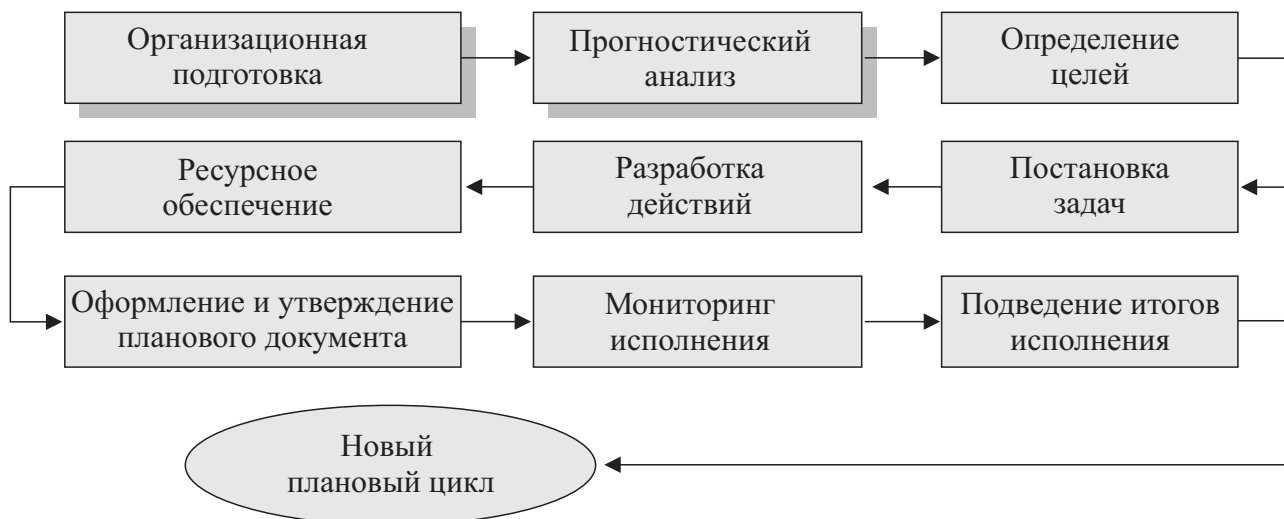 Организационная
подготовка
Прогностический
анализ
Определение
целей
Ресурсное
обеспечение
Разработка
действий
Постановка
задач
Оформление и утверждение
планового документа
Мониторинг
исполнения
Подведение итогов
исполнения
Новый
плановый цикл